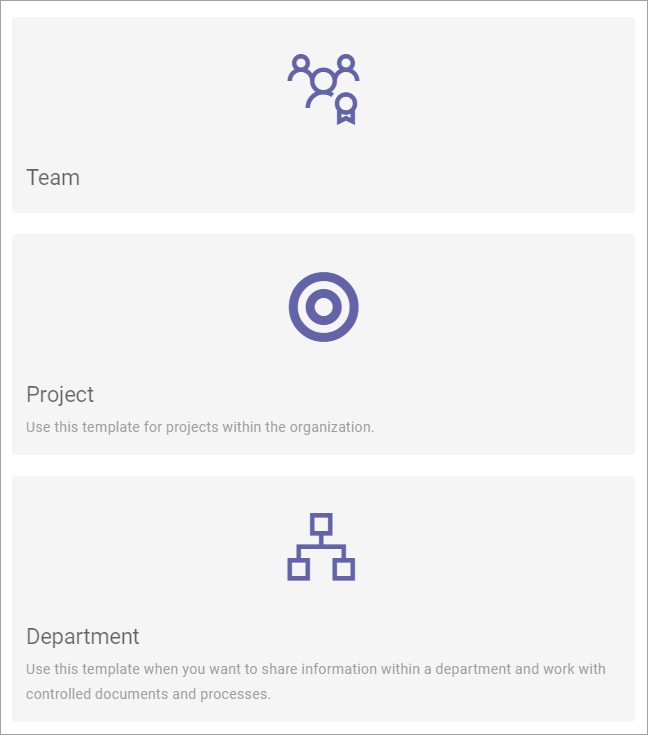 Team
Project
Use this template for projects within the organization.
Department
Use this template when you want to share information within a department and work with
controlled documents and processes.